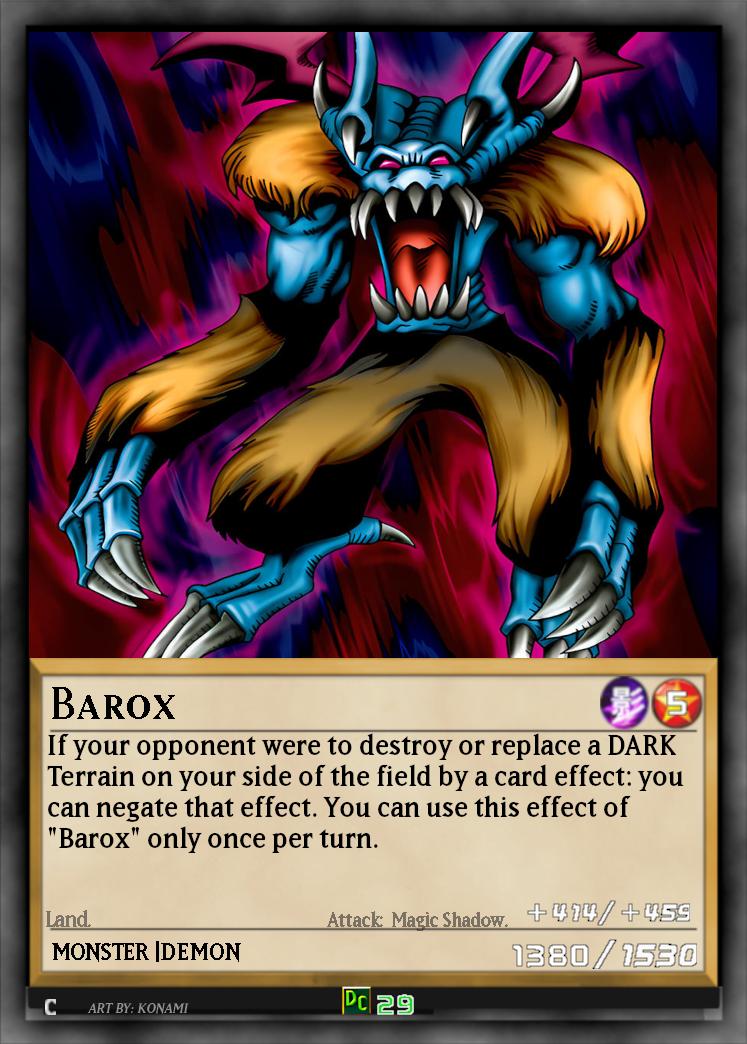 Barox 影 5
If your opponent were to destroy or replace a DARK
Terrain on your side of the field by a card effect: you
can negate that effect. You can use this effect of
"Barox" only once per turn.
Land. Attack: Magic Shadow. +414/+459
MONSTER |DEMON 1380/1530
C ART BY: KONAMI DC 29